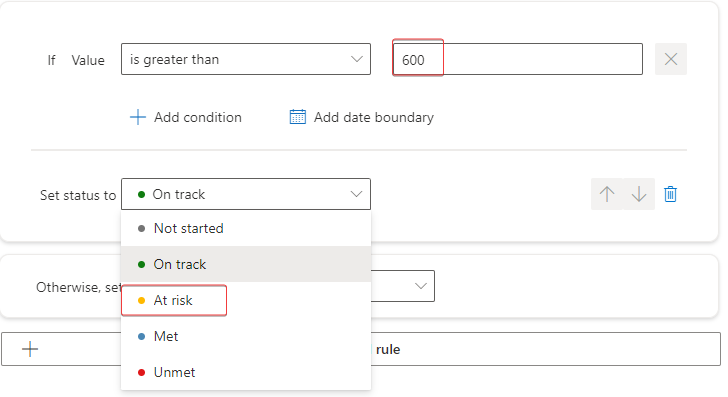 If Value is greater than 600
Add condition Add date boundary
Set status to On track
Not started
On track
Otherwise, set
At risk
Met
rule
Unmet